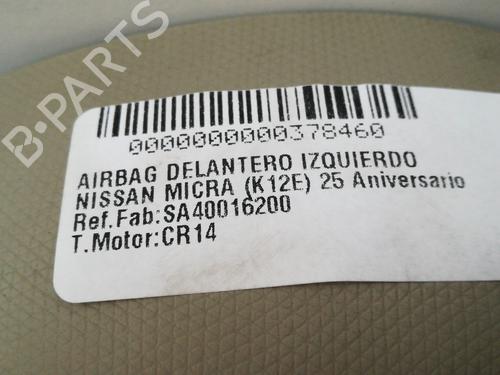 B-PARTS
0000000000378460
AIRBAG DELANTERO IZQUIERDO
NISSAN MICRA (K12E) 25 Aniversario
Ref.Fab:SA40016200
T.Motor:CR14